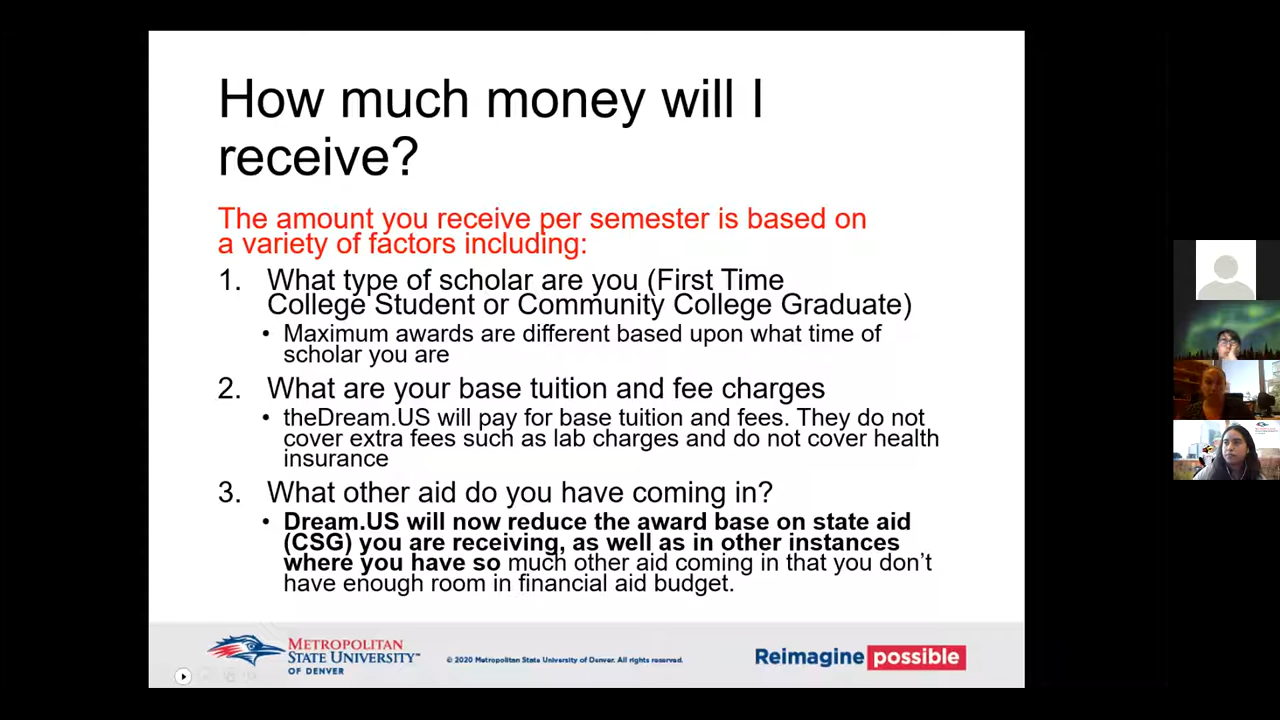 How much money will I
receive?
The amount you receive per semester is based on
a variety of factors including:
1. What type of scholar are you (First Time
College Student or Community College Graduate)
• Maximum awards are different based upon what time of
scholar you are
2. What are your base tuition and fee charges
• theDream.US will pay for base tuition and fees. They do not
cover extra fees such as lab charges and do not cover health
insurance
3. What other aid do you have coming in?
• Dream.US will now reduce the award base on state aid
(CSG) you are receiving, as well as in other instances
where you have so much other aid coming in that you don't
have enough room in financial aid budget.
METROPOLITAN
STATE UNIVERSITY™
OF DENVER
© 2020 Metropolitan State University of Denver. All rights reserved.
Reimagine possible